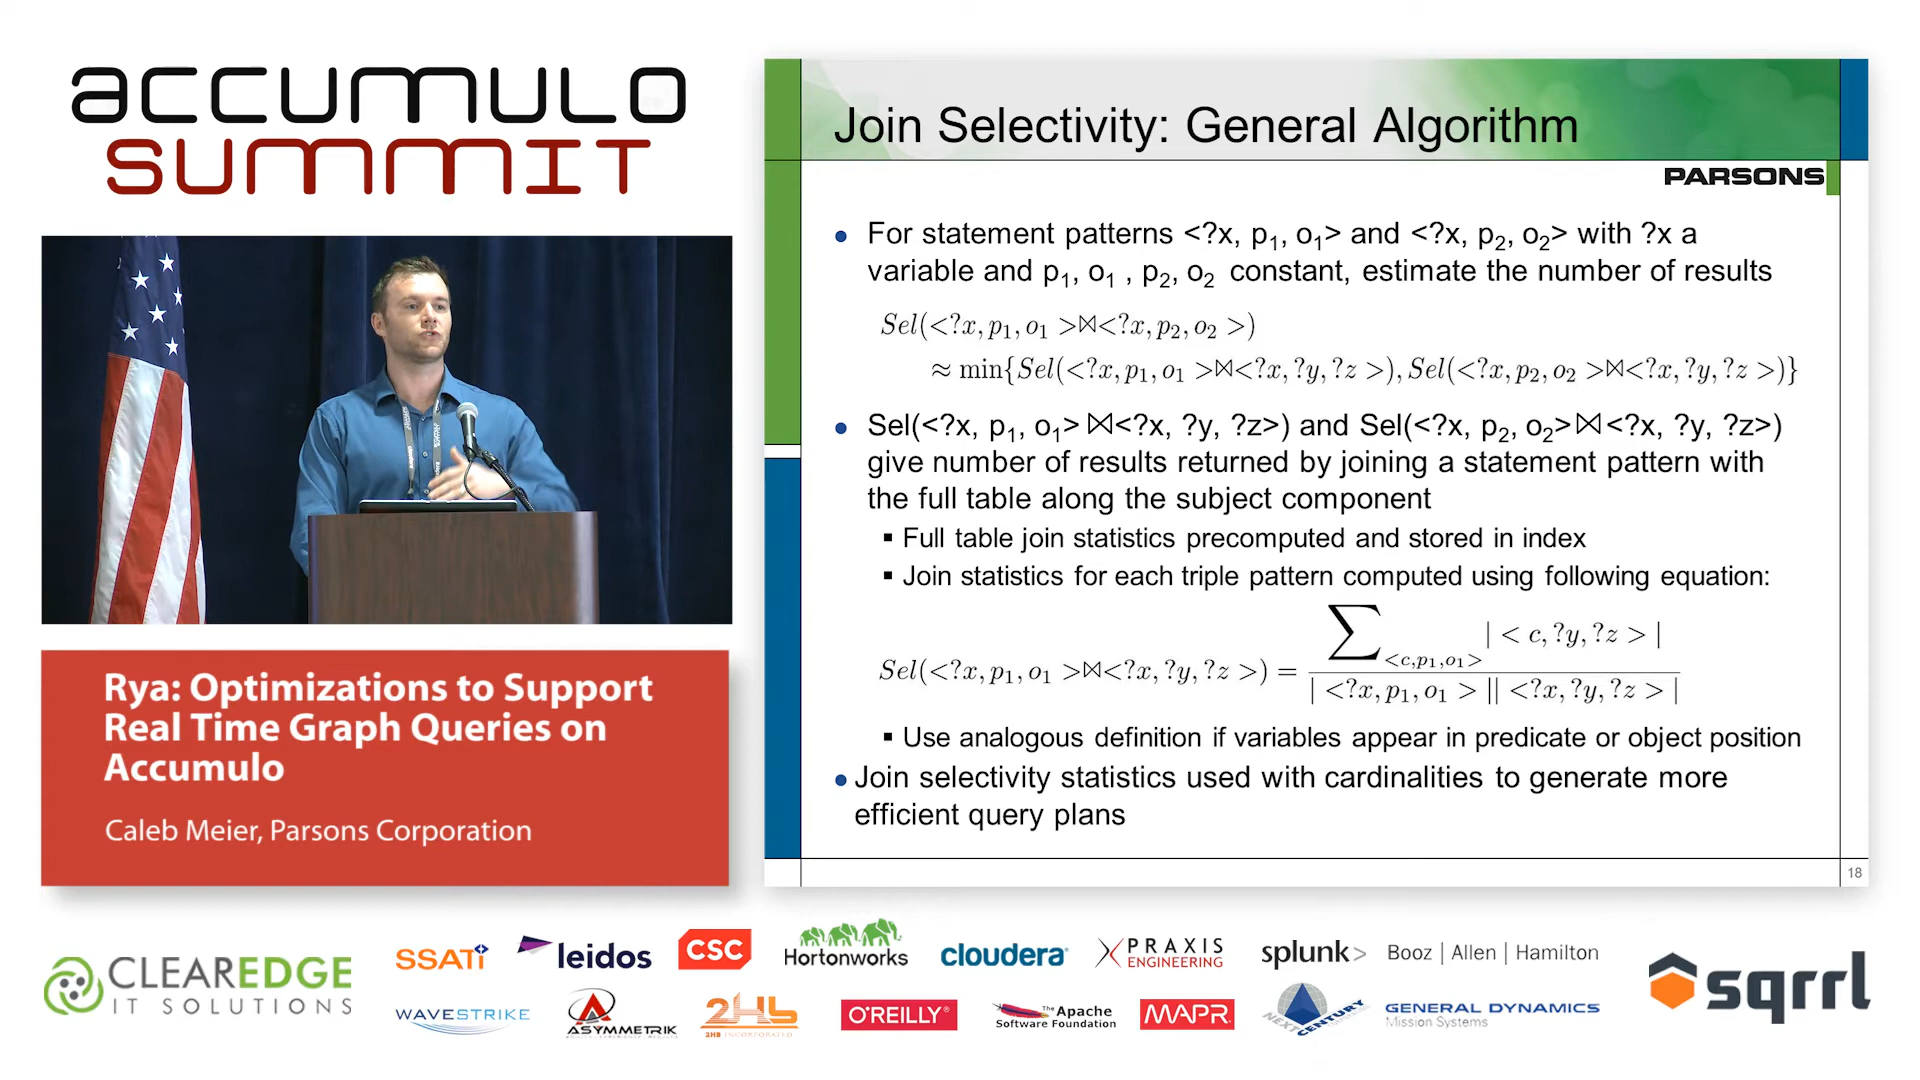 ACCUMULO
SUMMIT
Rya: Optimizations to Support
Real Time Graph Queries on
Accumulo
Caleb Meier, Parsons Corporation
Join Selectivity: General Algorithm
PARSONS
• For statement patterns <?x, p₁, o₁> and <?x, p₂, o₂> with ?x a
variable and p₁, o₁ , p₂, o₂ constant, estimate the number of results
Sel(<?x, p₁, o₁ >⋈<?x, p₂, o₂ >)
≈ min{Sel(<?x, p₁, o₁ >⋈<?x, ?y, ?z >), Sel(<?x, p₂, o₂ >⋈<?x, ?y, ?z >)}
• Sel(<?x, p₁, o₁>⋈<?x, ?y, ?z>) and Sel(<?x, p₂, o₂>⋈<?x, ?y, ?z>)
give number of results returned by joining a statement pattern with
the full table along the subject component
▪ Full table join statistics precomputed and stored in index
▪ Join statistics for each triple pattern computed using following equation:
Sel(<?x, p₁, o₁ >⋈<?x, ?y, ?z >) = ∑<c,p₁,o₁> | < c, ?y, ?z > |
| <?x, p₁, o₁ > || <?x, ?y, ?z > |
▪ Use analogous definition if variables appear in predicate or object position
• Join selectivity statistics used with cardinalities to generate more
efficient query plans
18
CLEAREDGE
IT SOLUTIONS
SSATi
leidos
CSC
Hortonworks
cloudera
PRAXIS
ENGINEERING
splunk>
Booz | Allen | Hamilton
sqrrl
WAVESTRIKE
ASYMMETRIK
2HB
2HB INCORPORATED
O'REILLY®
The Apache
Software Foundation
MAPR
NEXT CENTURY
GENERAL DYNAMICS
Mission Systems